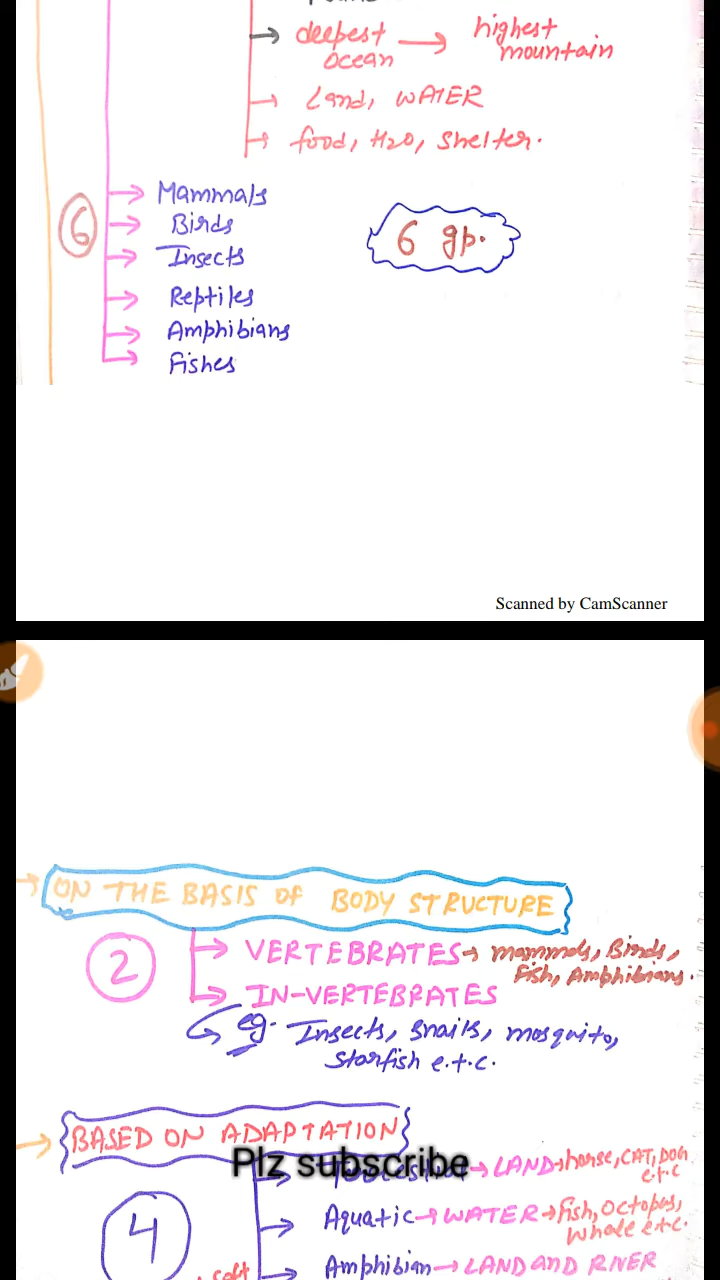 deepest → highest
ocean mountain
Land, WATER
food, H2O, Shelter.
6
Mammals
Birds
Insects
Reptiles
Amphibians
Fishes
6 gp.
Scanned by CamScanner
ON THE BASIS OF BODY STRUCTURE
2
VERTEBRATES → mammals, Birds,
Fish, Amphibians.
IN-VERTEBRATES
eg. Insects, snails, mosquito,
Starfish e.t.c.
BASED ON ADAPTATION
Plz subscribe
→ LAND → horse, CAT, DOG
e.t.c
4
Aquatic → WATER → Fish, Octopus,
Whale e.t.c.
Amphibian → LAND AND RIVER